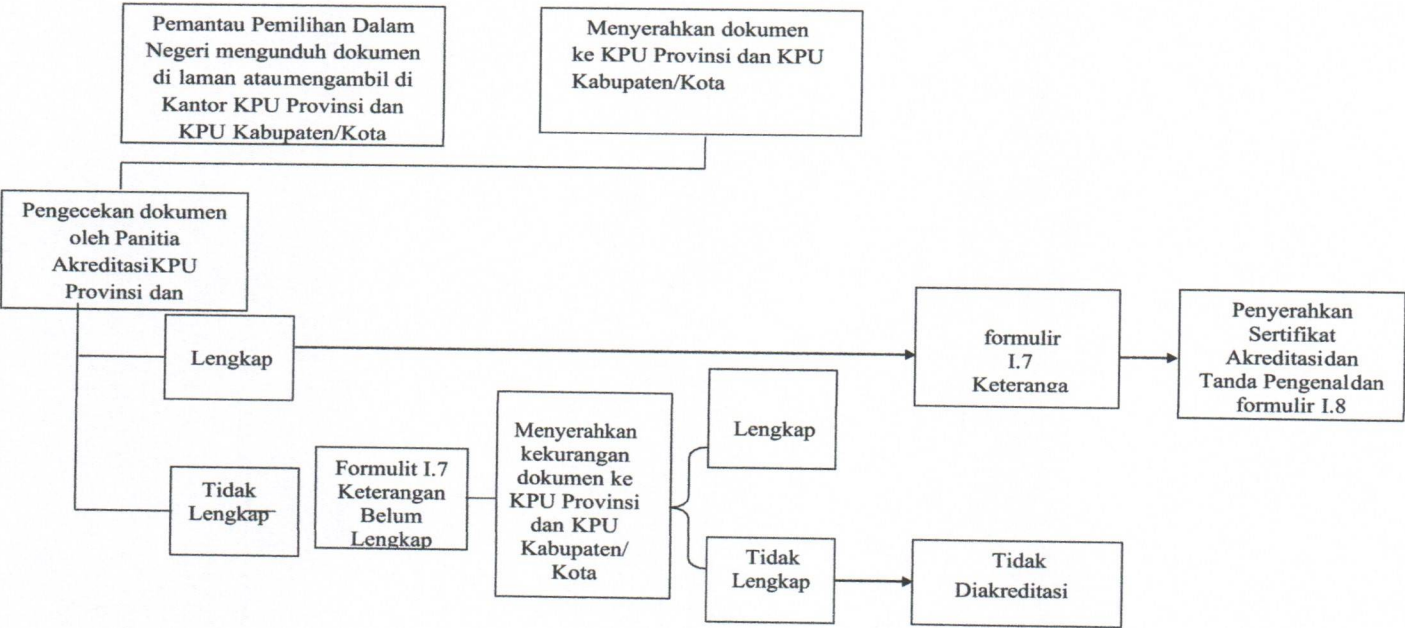 Pemantau Pemilihan Dalam
Negeri mengunduh dokumen
di laman ataumengambil di
Kantor KPU Provinsi dan
KPU Kabupaten/Kota
Menyerahkan dokumen
ke KPU Provinsi dan KPU
Kabupaten/Kota
Pengecekan dokumen
oleh Panitia
AkreditasiKPU
Provinsi dan
Lengkap
formulir
I.7
Keteranga
Penyerahkan
Sertifikat
Akreditasidan
Tanda Pengenaldan
formulir I.8
Tidak
Lengkap
Formulit I.7
Keterangan
Belum
Lengkap
Menyerahkan
kekurangan
dokumen ke
KPU Provinsi
dan KPU
Kabupaten/
Kota
Lengkap
Tidak
Lengkap
Tidak
Diakreditasi